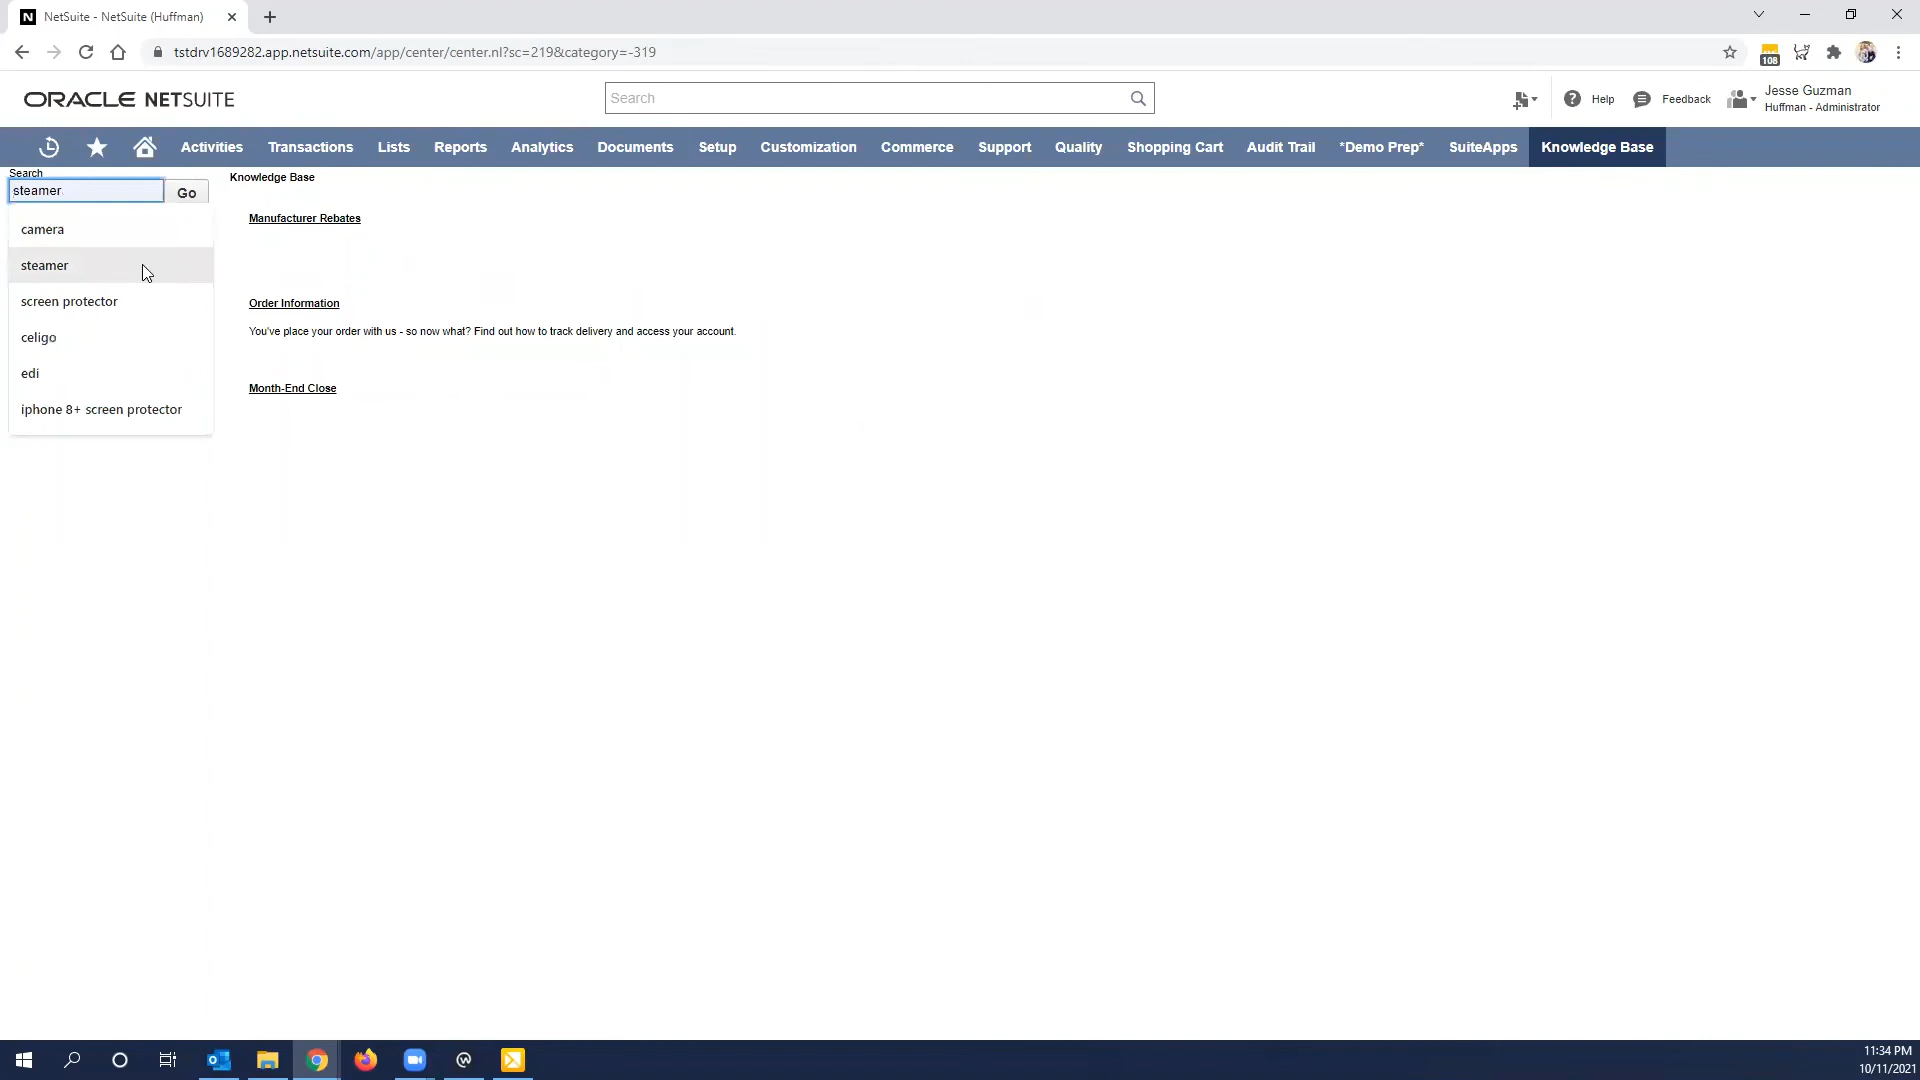 NetSuite - NetSuite (Huffman)
tstdrv1689282.app.netsuite.com/app/center/center.nl?sc=219&category=-319
108
ORACLE NETSUITE
Search
Help
Feedback
Jesse Guzman
Huffman - Administrator
Activities
Transactions
Lists
Reports
Analytics
Documents
Setup
Customization
Commerce
Support
Quality
Shopping Cart
Audit Trail
*Demo Prep*
SuiteApps
Knowledge Base
Search
steamer
Go
camera
steamer
screen protector
celigo
edi
iphone 8+ screen protector
Knowledge Base
Manufacturer Rebates
Order Information
You've place your order with us - so now what? Find out how to track delivery and access your account.
Month-End Close
11:34 PM
10/11/2021